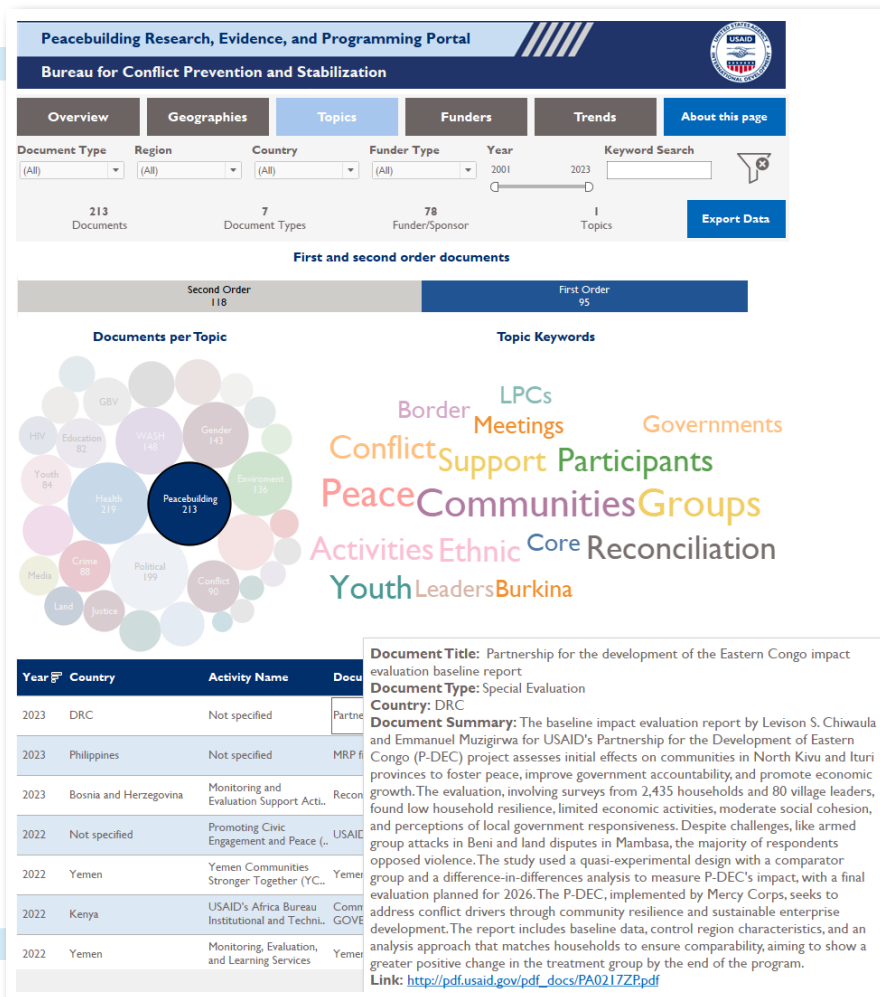 Peacebuilding Research, Evidence, and Programming Portal
USAID
Bureau for Conflict Prevention and Stabilization
Overview
Geographies
Topics
Funders
Trends
About this page
Document Type
Region
Country
Funder Type
Year
Keyword Search
(All)
(All)
(All)
(All)
2001
2023
213
Documents
7
Document Types
78
Funder/Sponsor
1
Topics
Export Data
First and second order documents
Second Order
118
First Order
95
Documents per Topic
Topic Keywords
GBV
HIV
Education
82
WASH
148
Gender
143
Youth
84
Health
219
Peacebuilding
213
Enviroment
136
Crime
88
Political
199
Conflict
90
Media
Land
Justice
LPCs
Border
Meetings
Governments
Conflict
Support
Participants
Peace
Communities
Groups
Activities
Ethnic
Core
Reconciliation
Youth
Leaders
Burkina
Year
Country
Activity Name
Docu
2023
DRC
Not specified
Partne
2023
Philippines
Not specified
MRP fi
2023
Bosnia and Herzegovina
Monitoring and
Evaluation Support Acti..
Recon
2022
Not specified
Promoting Civic
Engagement and Peace (..
USAID
2022
Yemen
Yemen Communities
Stronger Together (YC..
Yemen
2022
Kenya
USAID's Africa Bureau
Institutional and Techni..
Comm
GOVE
2022
Yemen
Monitoring, Evaluation,
and Learning Services
Yemen
Document Title: Partnership for the development of the Eastern Congo impact
evaluation baseline report
Document Type: Special Evaluation
Country: DRC
Document Summary: The baseline impact evaluation report by Levison S. Chiwaula
and Emmanuel Muzigirwa for USAID's Partnership for the Development of Eastern
Congo (P-DEC) project assesses initial effects on communities in North Kivu and Ituri
provinces to foster peace, improve government accountability, and promote economic
growth. The evaluation, involving surveys from 2,435 households and 80 village leaders,
found low household resilience, limited economic activities, moderate social cohesion,
and perceptions of local government responsiveness. Despite challenges, like armed
group attacks in Beni and land disputes in Mambasa, the majority of respondents
opposed violence. The study used a quasi-experimental design with a comparator
group and a difference-in-differences analysis to measure P-DEC's impact, with a final
evaluation planned for 2026. The P-DEC, implemented by Mercy Corps, seeks to
address conflict drivers through community resilience and sustainable enterprise
development. The report includes baseline data, control region characteristics, and an
analysis approach that matches households to ensure comparability, aiming to show a
greater positive change in the treatment group by the end of the program.
Link: http://pdf.usaid.gov/pdf_docs/PA0217ZP.pdf